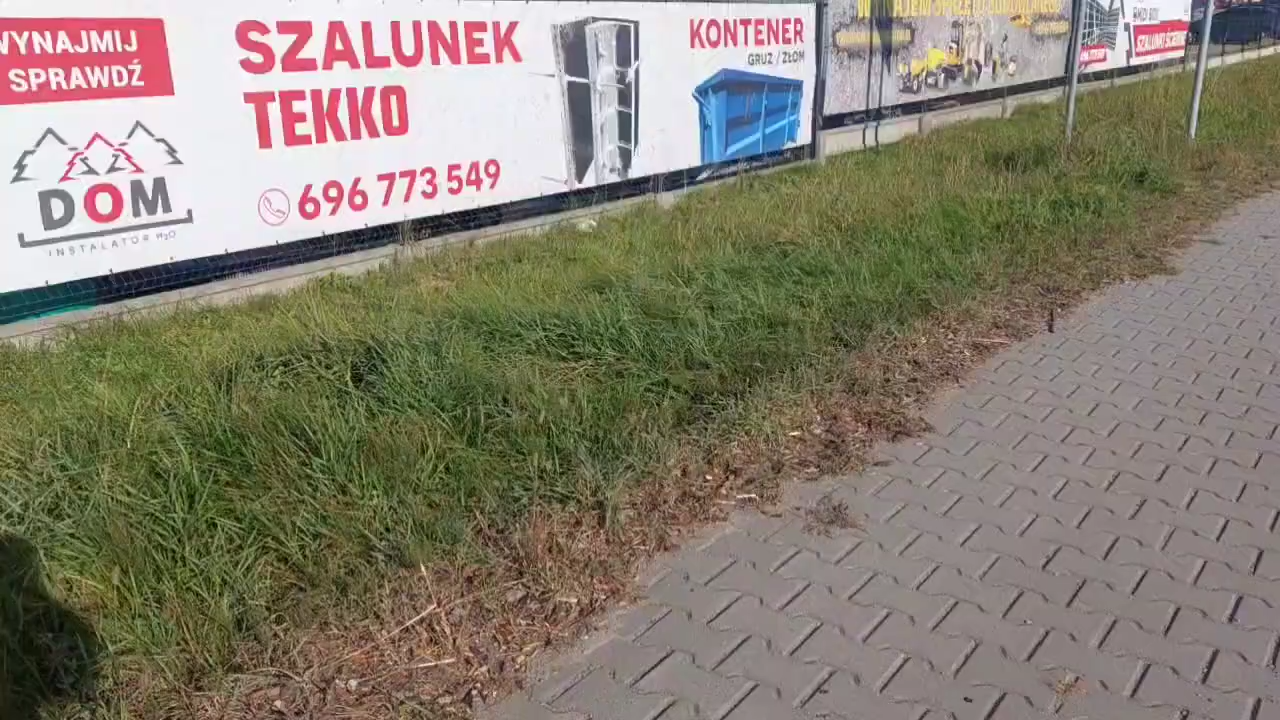 WYNAJMIJ
SPRAWDŹ
DOM
INSTALATOR H2O
SZALUNEK
TEKKO
696 773 549
KONTENER
GRUZ / ZŁOM